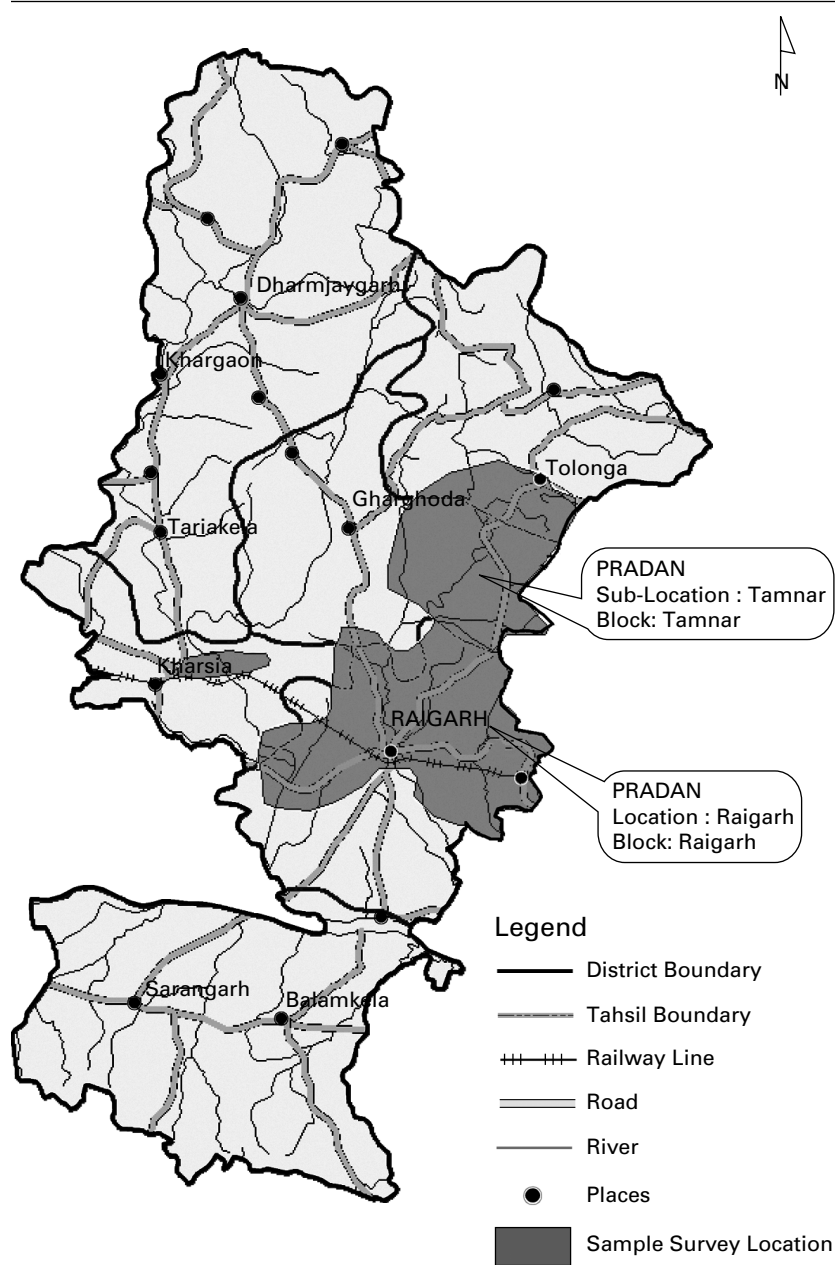 N
Dharmjaygarh
Khargaon
Tolonga
Gharghoda
Tariakela
PRADAN
Sub-Location : Tamnar
Block: Tamnar
Kharsia
RAIGARH
PRADAN
Location : Raigarh
Block: Raigarh
Legend
District Boundary
Sarangarh
Balamkela
Tahsil Boundary
Railway Line
Road
River
Places
Sample Survey Location